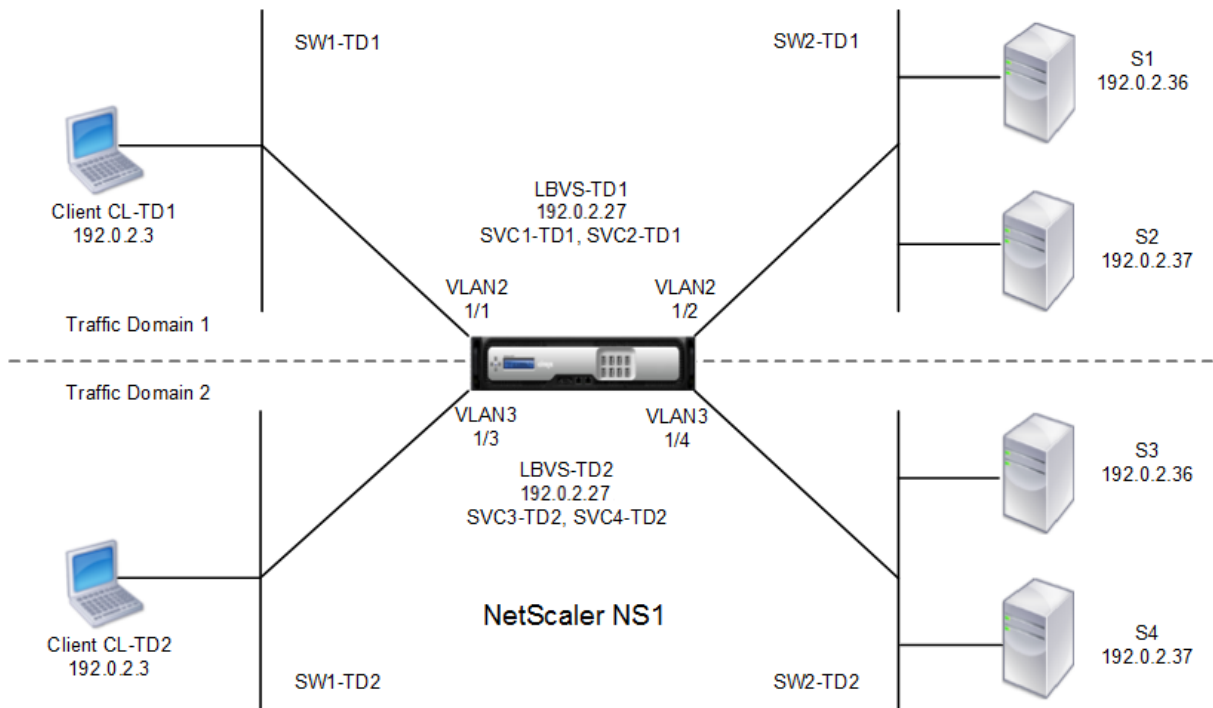 SW1-TD1
SW2-TD1
S1
192.0.2.36
Client CL-TD1
192.0.2.3
LBVS-TD1
192.0.2.27
SVC1-TD1, SVC2-TD1
S2
192.0.2.37
VLAN2
1/1
VLAN2
1/2
Traffic Domain 1
Traffic Domain 2
VLAN3
1/3
VLAN3
1/4
LBVS-TD2
192.0.2.27
SVC3-TD2, SVC4-TD2
S3
192.0.2.36
Client CL-TD2
192.0.2.3
NetScaler NS1
S4
192.0.2.37
SW1-TD2
SW2-TD2